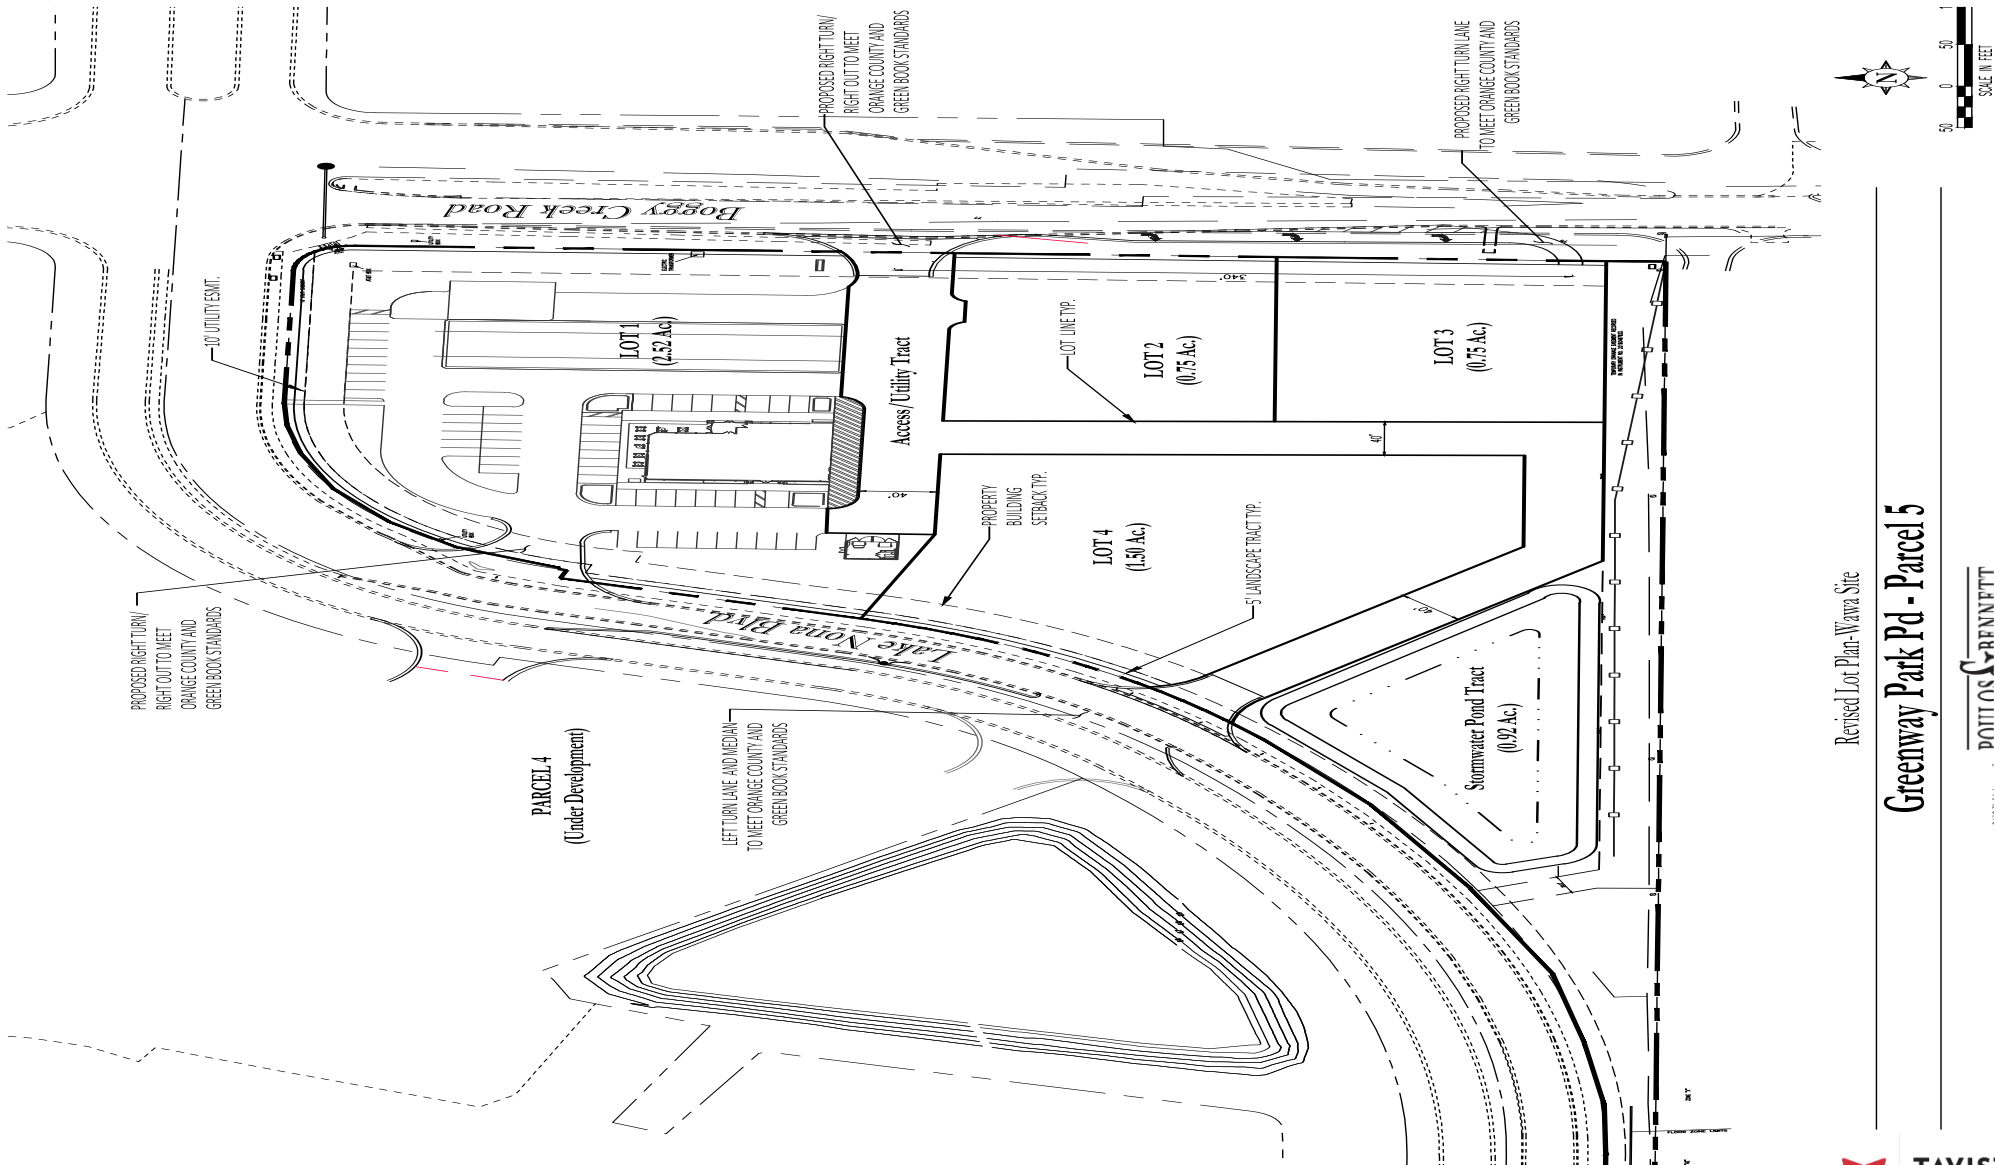 PROPOSED RIGHT TURN/
RIGHT OUT TO MEET
ORANGE COUNTY AND
GREEN BOOK STANDARDS
PROPOSED RIGHT TURN LANE
TO MEET ORANGE COUNTY AND
GREEN BOOK STANDARDS
N
50 0 50 1
SCALE IN FEET
Boggy Creek Road
10' UTILITY ESMT.
LOT 1
(2.52 Ac.)
Access/Utility Tract
LOT LINE TYP.
340'
LOT 2
(0.75 Ac.)
LOT 3
(0.75 Ac.)
40'
40'
PROPERTY
BUILDING
SETBACK TYP.
LOT 4
(1.50 Ac.)
5' LANDSCAPE TRACT TYP.
PROPOSED RIGHT TURN/
RIGHT OUT TO MEET
ORANGE COUNTY AND
GREEN BOOK STANDARDS
Lake Nona Blvd
LEFT TURN LANE AND MEDIAN
TO MEET ORANGE COUNTY AND
GREEN BOOK STANDARDS
PARCEL 4
(Under Development)
Stormwater Pond Tract
(0.92 Ac.)
FLOOD ZONE LIMITS
Revised Lot Plan-Wawa Site
Greenway Park Pd - Parcel 5
POULOS & BENNETT